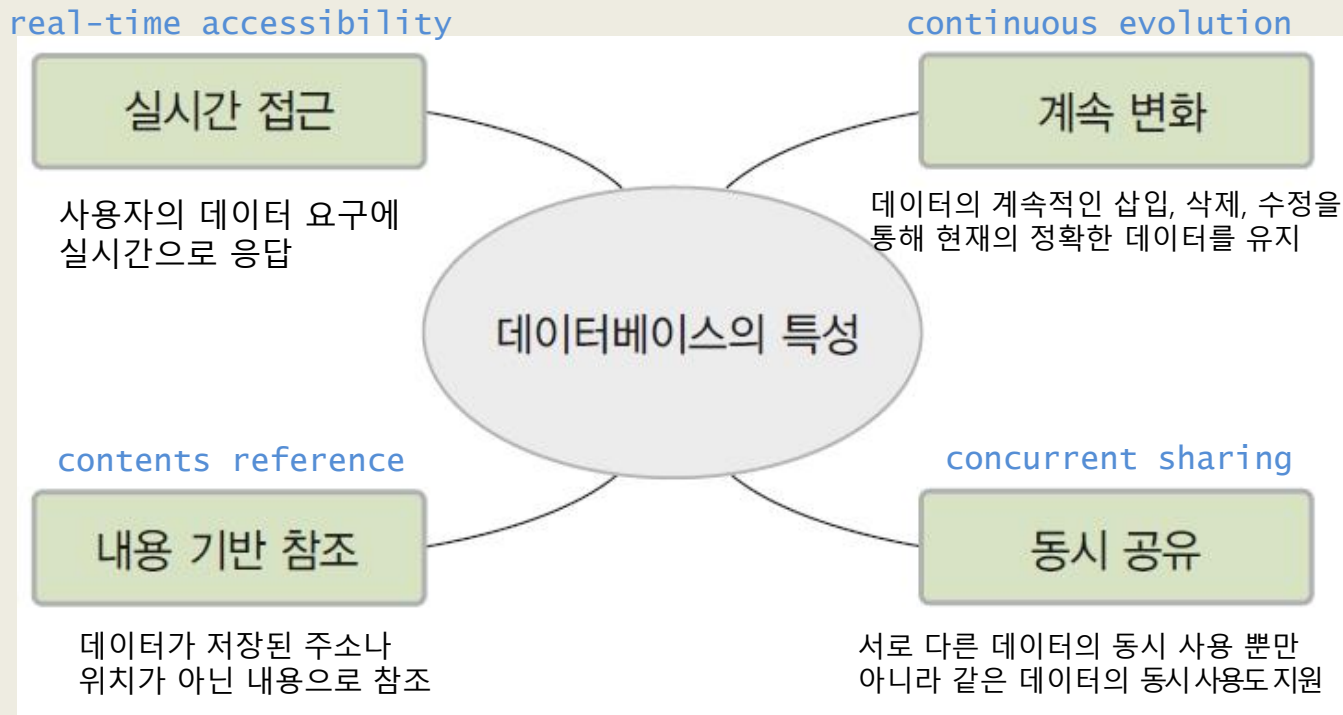 real-time accessibility
실시간 접근
사용자의 데이터 요구에
실시간으로 응답
continuous evolution
계속 변화
데이터의 계속적인 삽입, 삭제, 수정을
통해 현재의 정확한 데이터를 유지
데이터베이스의 특성
contents reference
내용 기반 참조
데이터가 저장된 주소나
위치가 아닌 내용으로 참조
concurrent sharing
동시 공유
서로 다른 데이터의 동시 사용 뿐만
아니라 같은 데이터의 동시사용도 지원